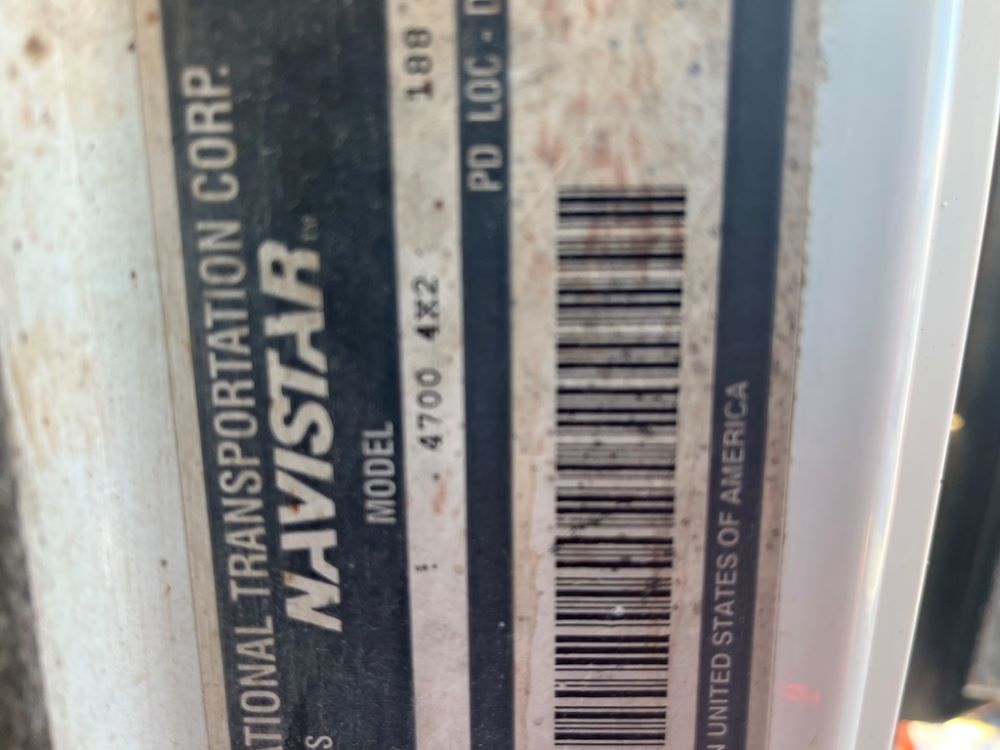 ATIONAL TRANSPORTATION CORP.
NAVISTAR
S
MODEL
4700 4X2 188
PD LOC - D
N UNITED STATES OF AMERICA